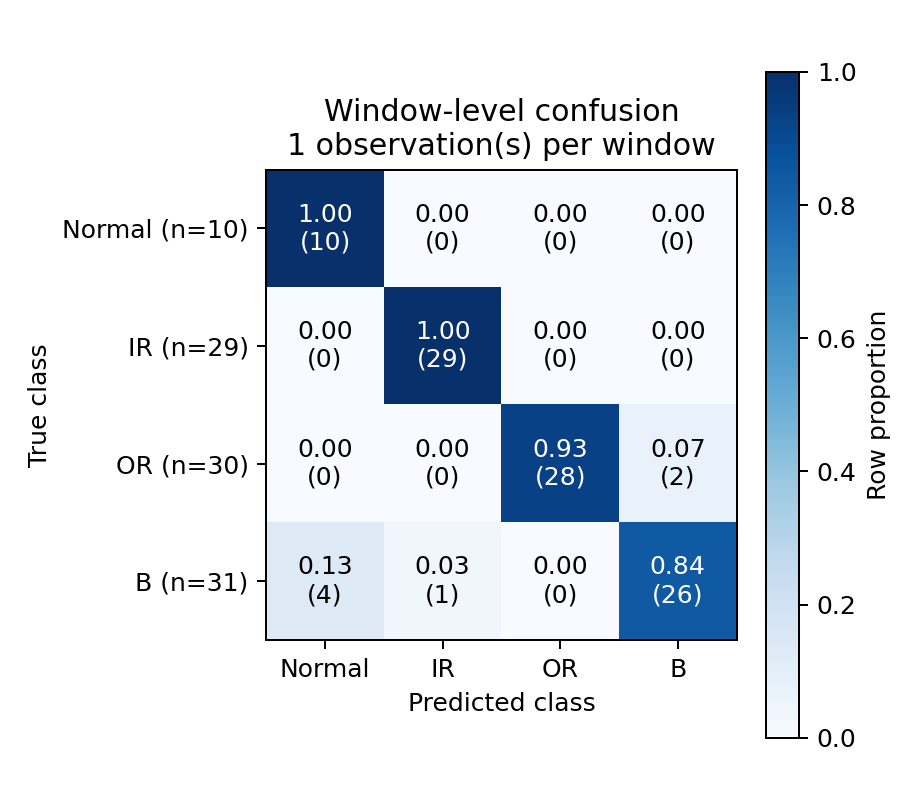 Window-level confusion
1 observation(s) per window
True class
Normal (n=10)
1.00 0.00 0.00 0.00
(10) (0) (0) (0)
IR (n=29)
0.00 1.00 0.00 0.00
(0) (29) (0) (0)
OR (n=30)
0.00 0.00 0.93 0.07
(0) (0) (28) (2)
B (n=31)
0.13 0.03 0.00 0.84
(4) (1) (0) (26)
Normal IR OR B
Predicted class
1.0
0.8
0.6
0.4
0.2
0.0
Row proportion